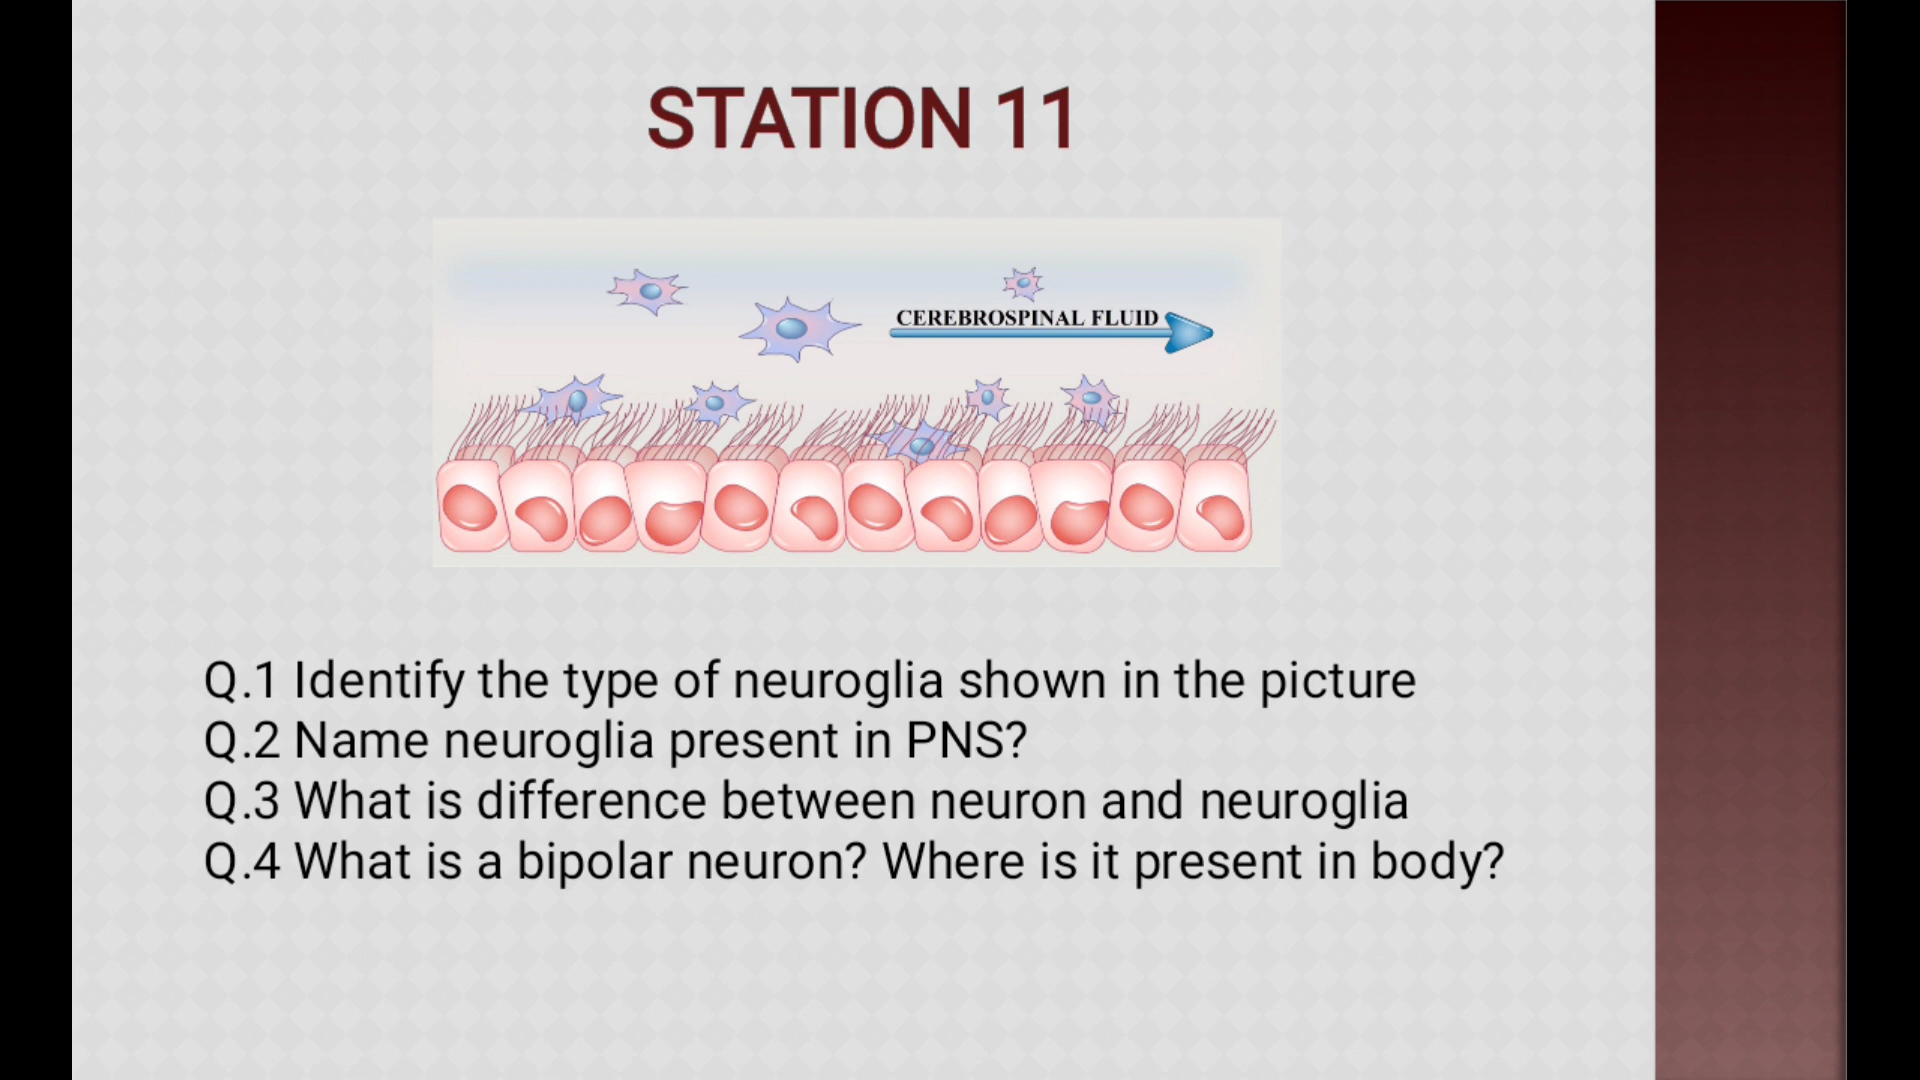 STATION 11
CEREBROSPINAL FLUID
Q.1 Identify the type of neuroglia shown in the picture
Q.2 Name neuroglia present in PNS?
Q.3 What is difference between neuron and neuroglia
Q.4 What is a bipolar neuron? Where is it present in body?